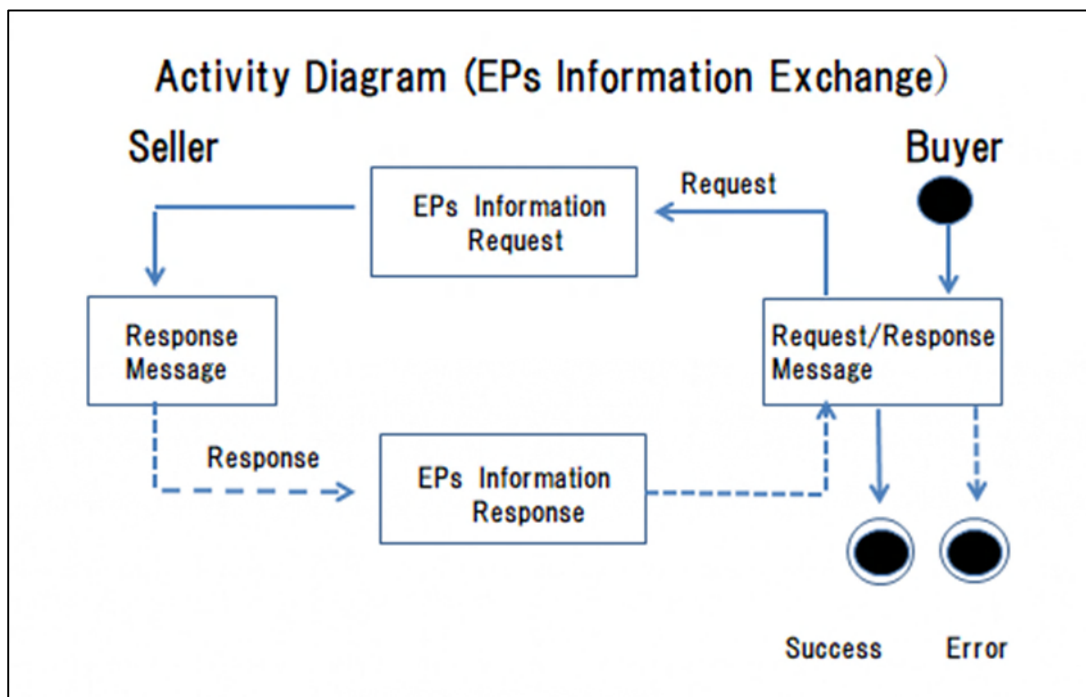 Activity Diagram (EPs Information Exchange)
Seller
Buyer
EPs Information
Request
Request
Response
Message
Request/Response
Message
Response
EPs Information
Response
Success
Error